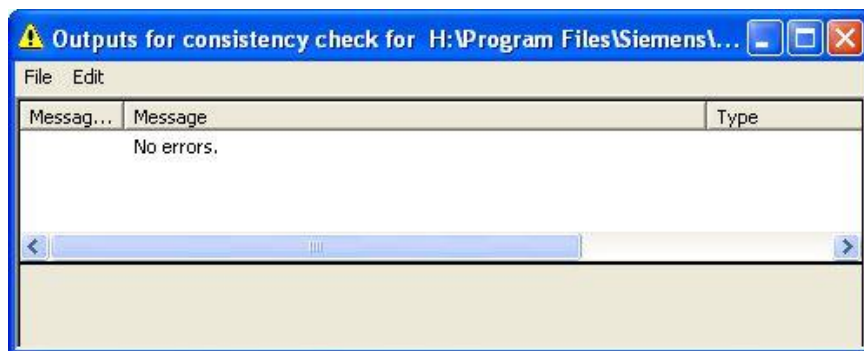 Outputs for consistency check for H:\Program Files\Siemens\...
File Edit
Messag... Message Type
No errors.